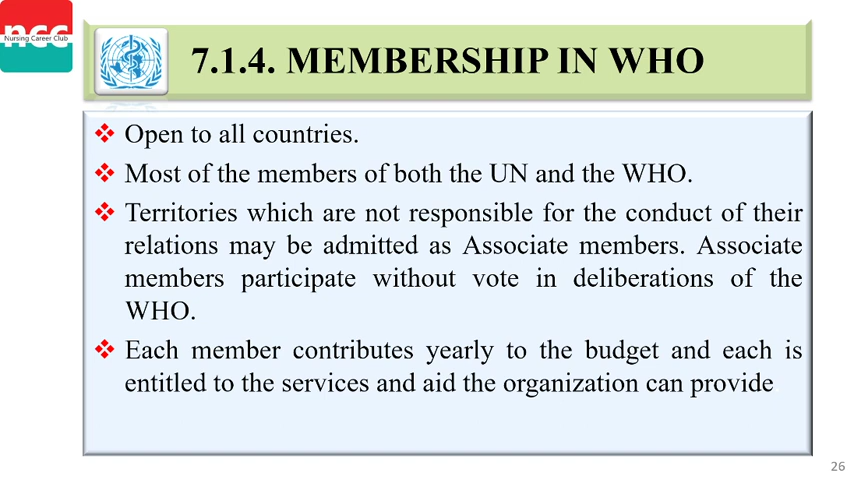 ncc
Nursing Career Club
7.1.4. MEMBERSHIP IN WHO
Open to all countries.
Most of the members of both the UN and the WHO.
Territories which are not responsible for the conduct of their
relations may be admitted as Associate members. Associate
members participate without vote in deliberations of the
WHO.
Each member contributes yearly to the budget and each is
entitled to the services and aid the organization can provide
26